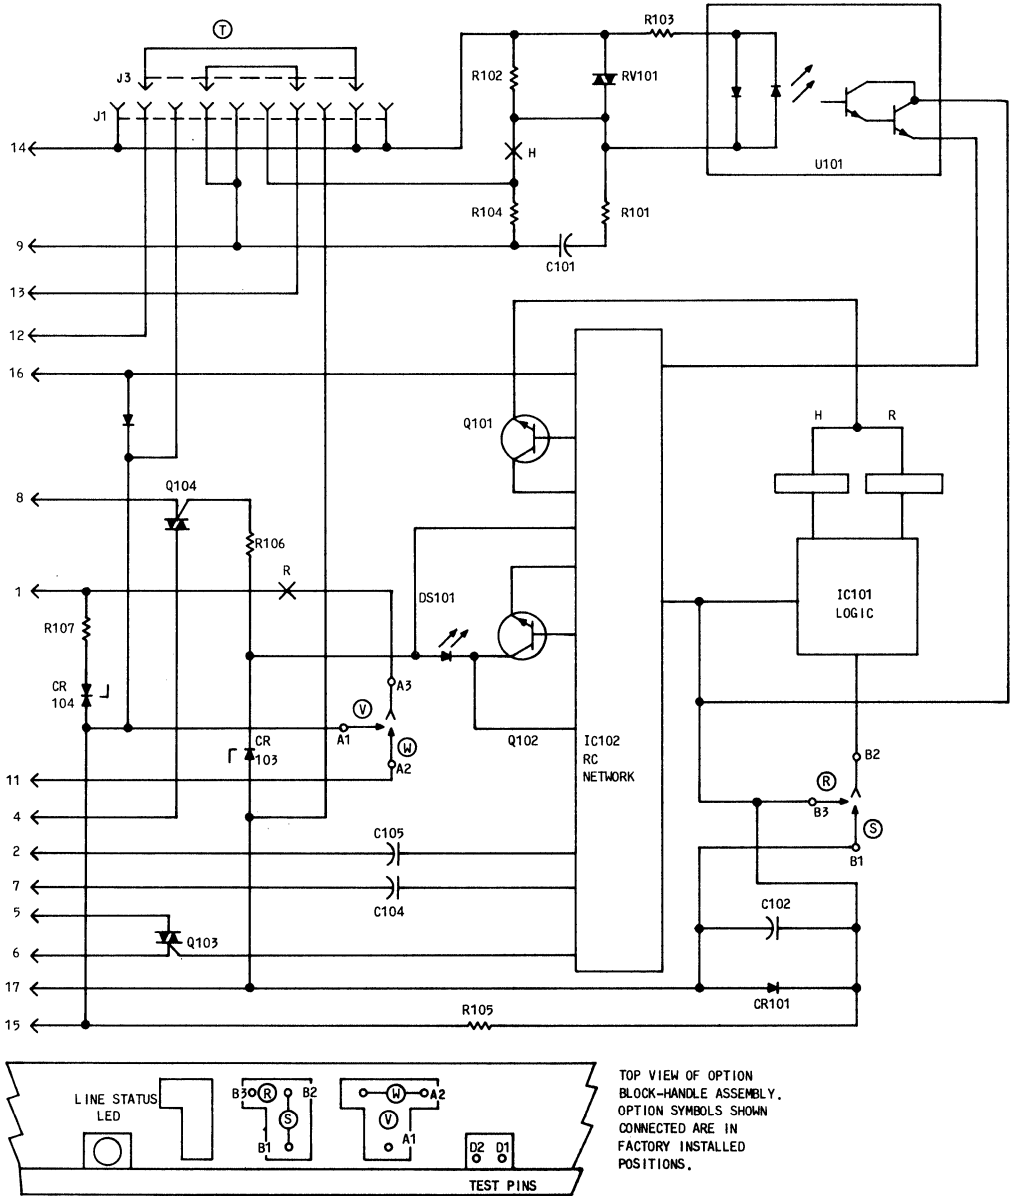 T
R103
J3
R102
RV101
J1
14
H
U101
R104
R101
9
C101
13
12
16
Q101
H R
Q104
8
R106
R
1
DS101
IC101
LOGIC
R107
CR
104
A3
V
CR
103
A1
W
A2
Q102
IC102
RC
NETWORK
B2
11
R
B3
4
S
C105
B1
2
7
C104
5
C102
Q103
6
17
CR101
R105
15
LINE STATUS
LED
B3 R B2
S
B1
W A2
V
A1
D2 D1
TEST PINS
TOP VIEW OF OPTION
BLOCK-HANDLE ASSEMBLY.
OPTION SYMBOLS SHOWN
CONNECTED ARE IN
FACTORY INSTALLED
POSITIONS.